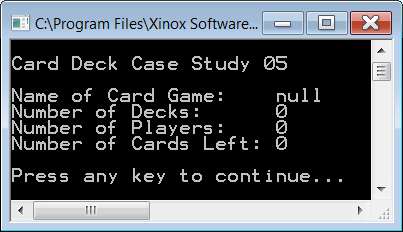 C:\Program Files\Xinox Software...
Card Deck Case Study 05
Name of Card Game:    null
Number of Decks:      0
Number of Players:    0
Number of Cards Left: 0
Press any key to continue...